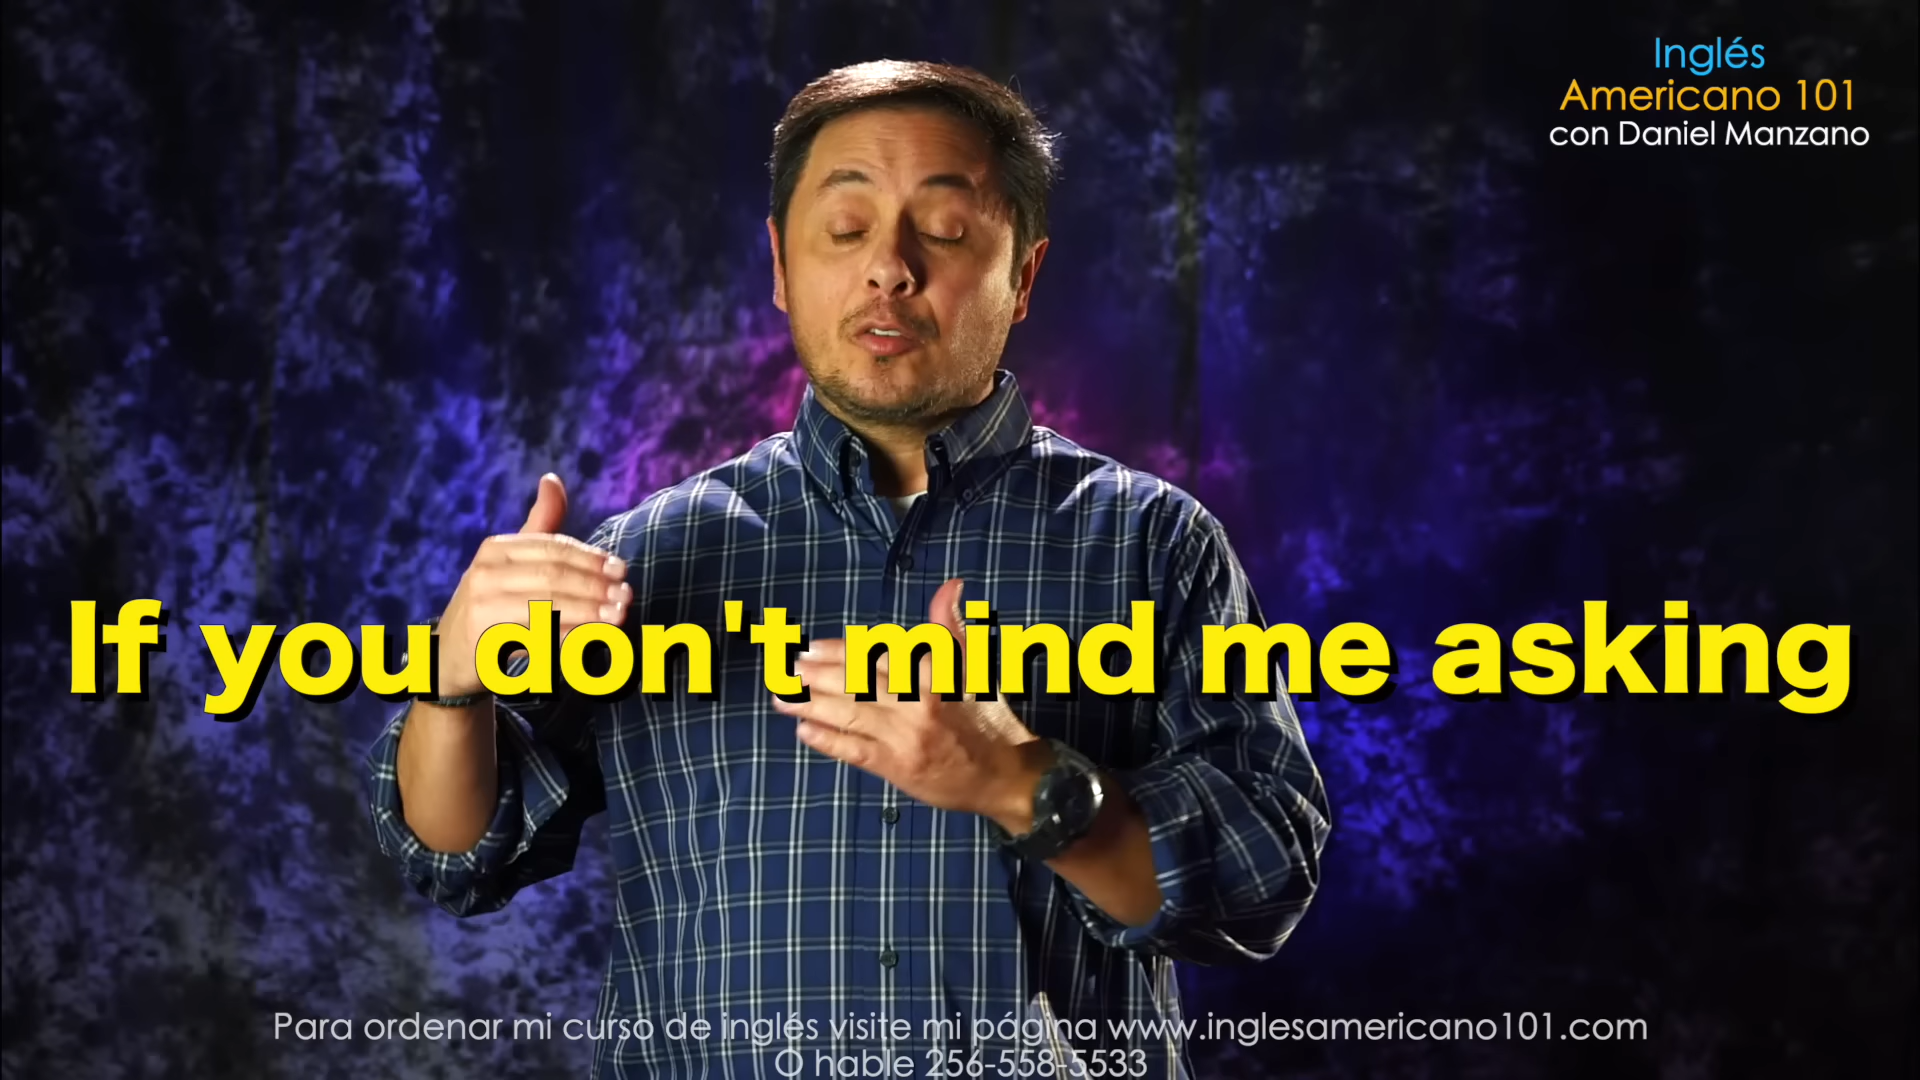 Inglés
Americano 101
con Daniel Manzano
If you don't mind me asking
Para ordenar mi curso de inglés visite mi página www.inglesamericano101.com
O hable 256-558-5533